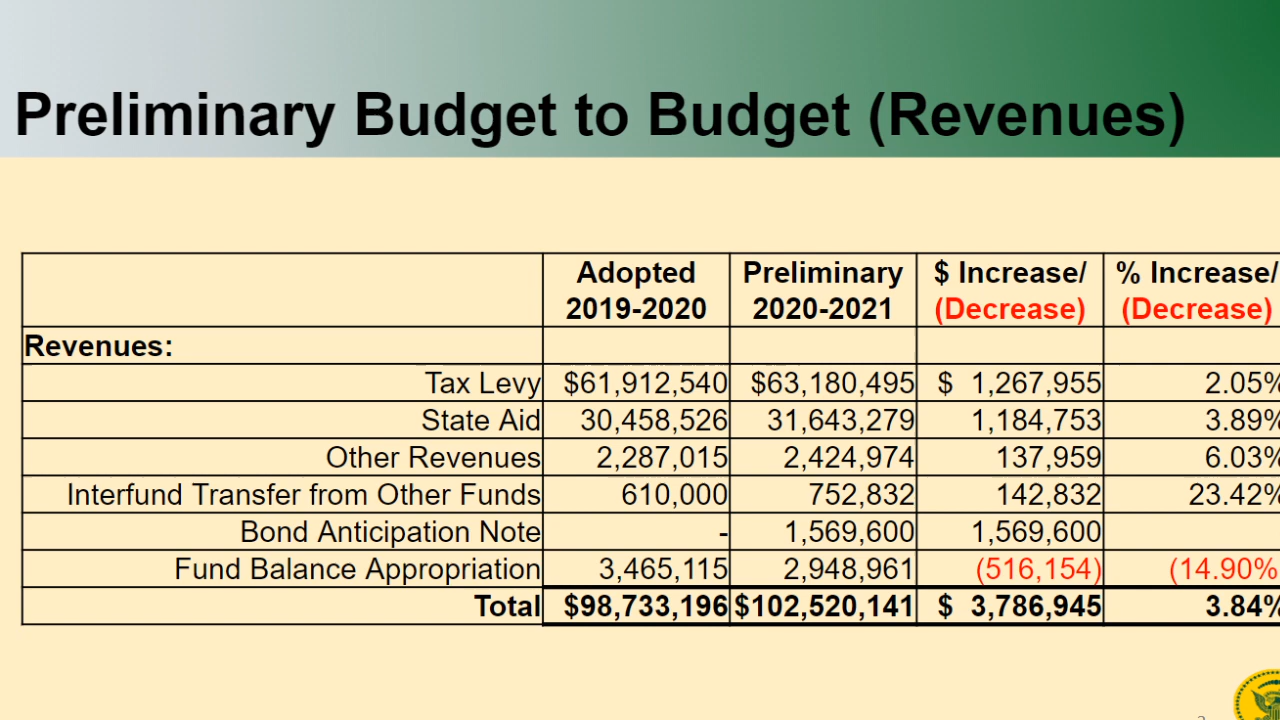 Preliminary Budget to Budget (Revenues)
Adopted 2019-2020 Preliminary 2020-2021 $ Increase/ (Decrease) % Increase/ (Decrease)
Revenues:
Tax Levy $61,912,540 $63,180,495 $ 1,267,955 2.05%
State Aid 30,458,526 31,643,279 1,184,753 3.89%
Other Revenues 2,287,015 2,424,974 137,959 6.03%
Interfund Transfer from Other Funds 610,000 752,832 142,832 23.42%
Bond Anticipation Note - 1,569,600 1,569,600
Fund Balance Appropriation 3,465,115 2,948,961 (516,154) (14.90%
Total $98,733,196 $102,520,141 $ 3,786,945 3.84%